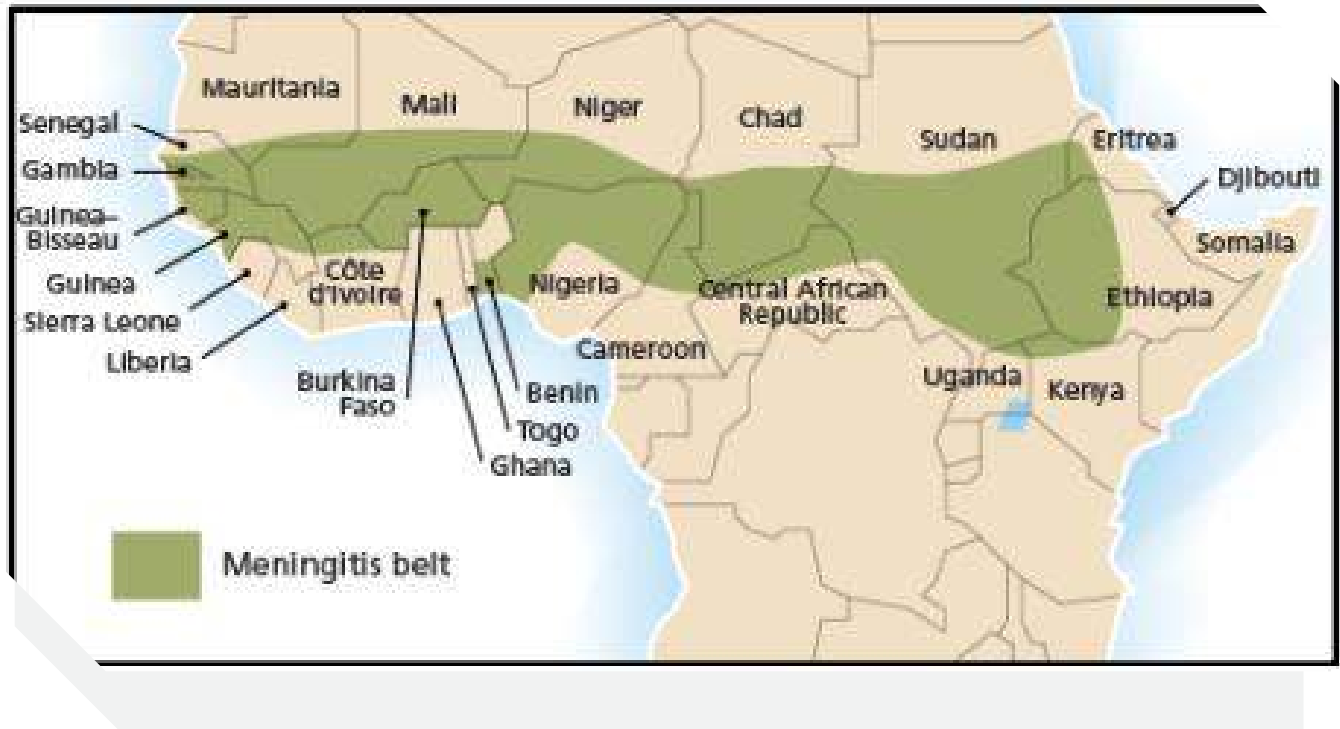 Mauritania
Mali
Niger
Chad
Sudan
Eritrea
Djibouti
Somalia
Ethiopia
Senegal
Gambia
Guinea–
Bisseau
Guinea
Sierra Leone
Liberia
Côte
d'Ivoire
Burkina
Faso
Nigeria
Benin
Togo
Ghana
Cameroon
Central African
Republic
Uganda
Kenya
Meningitis belt